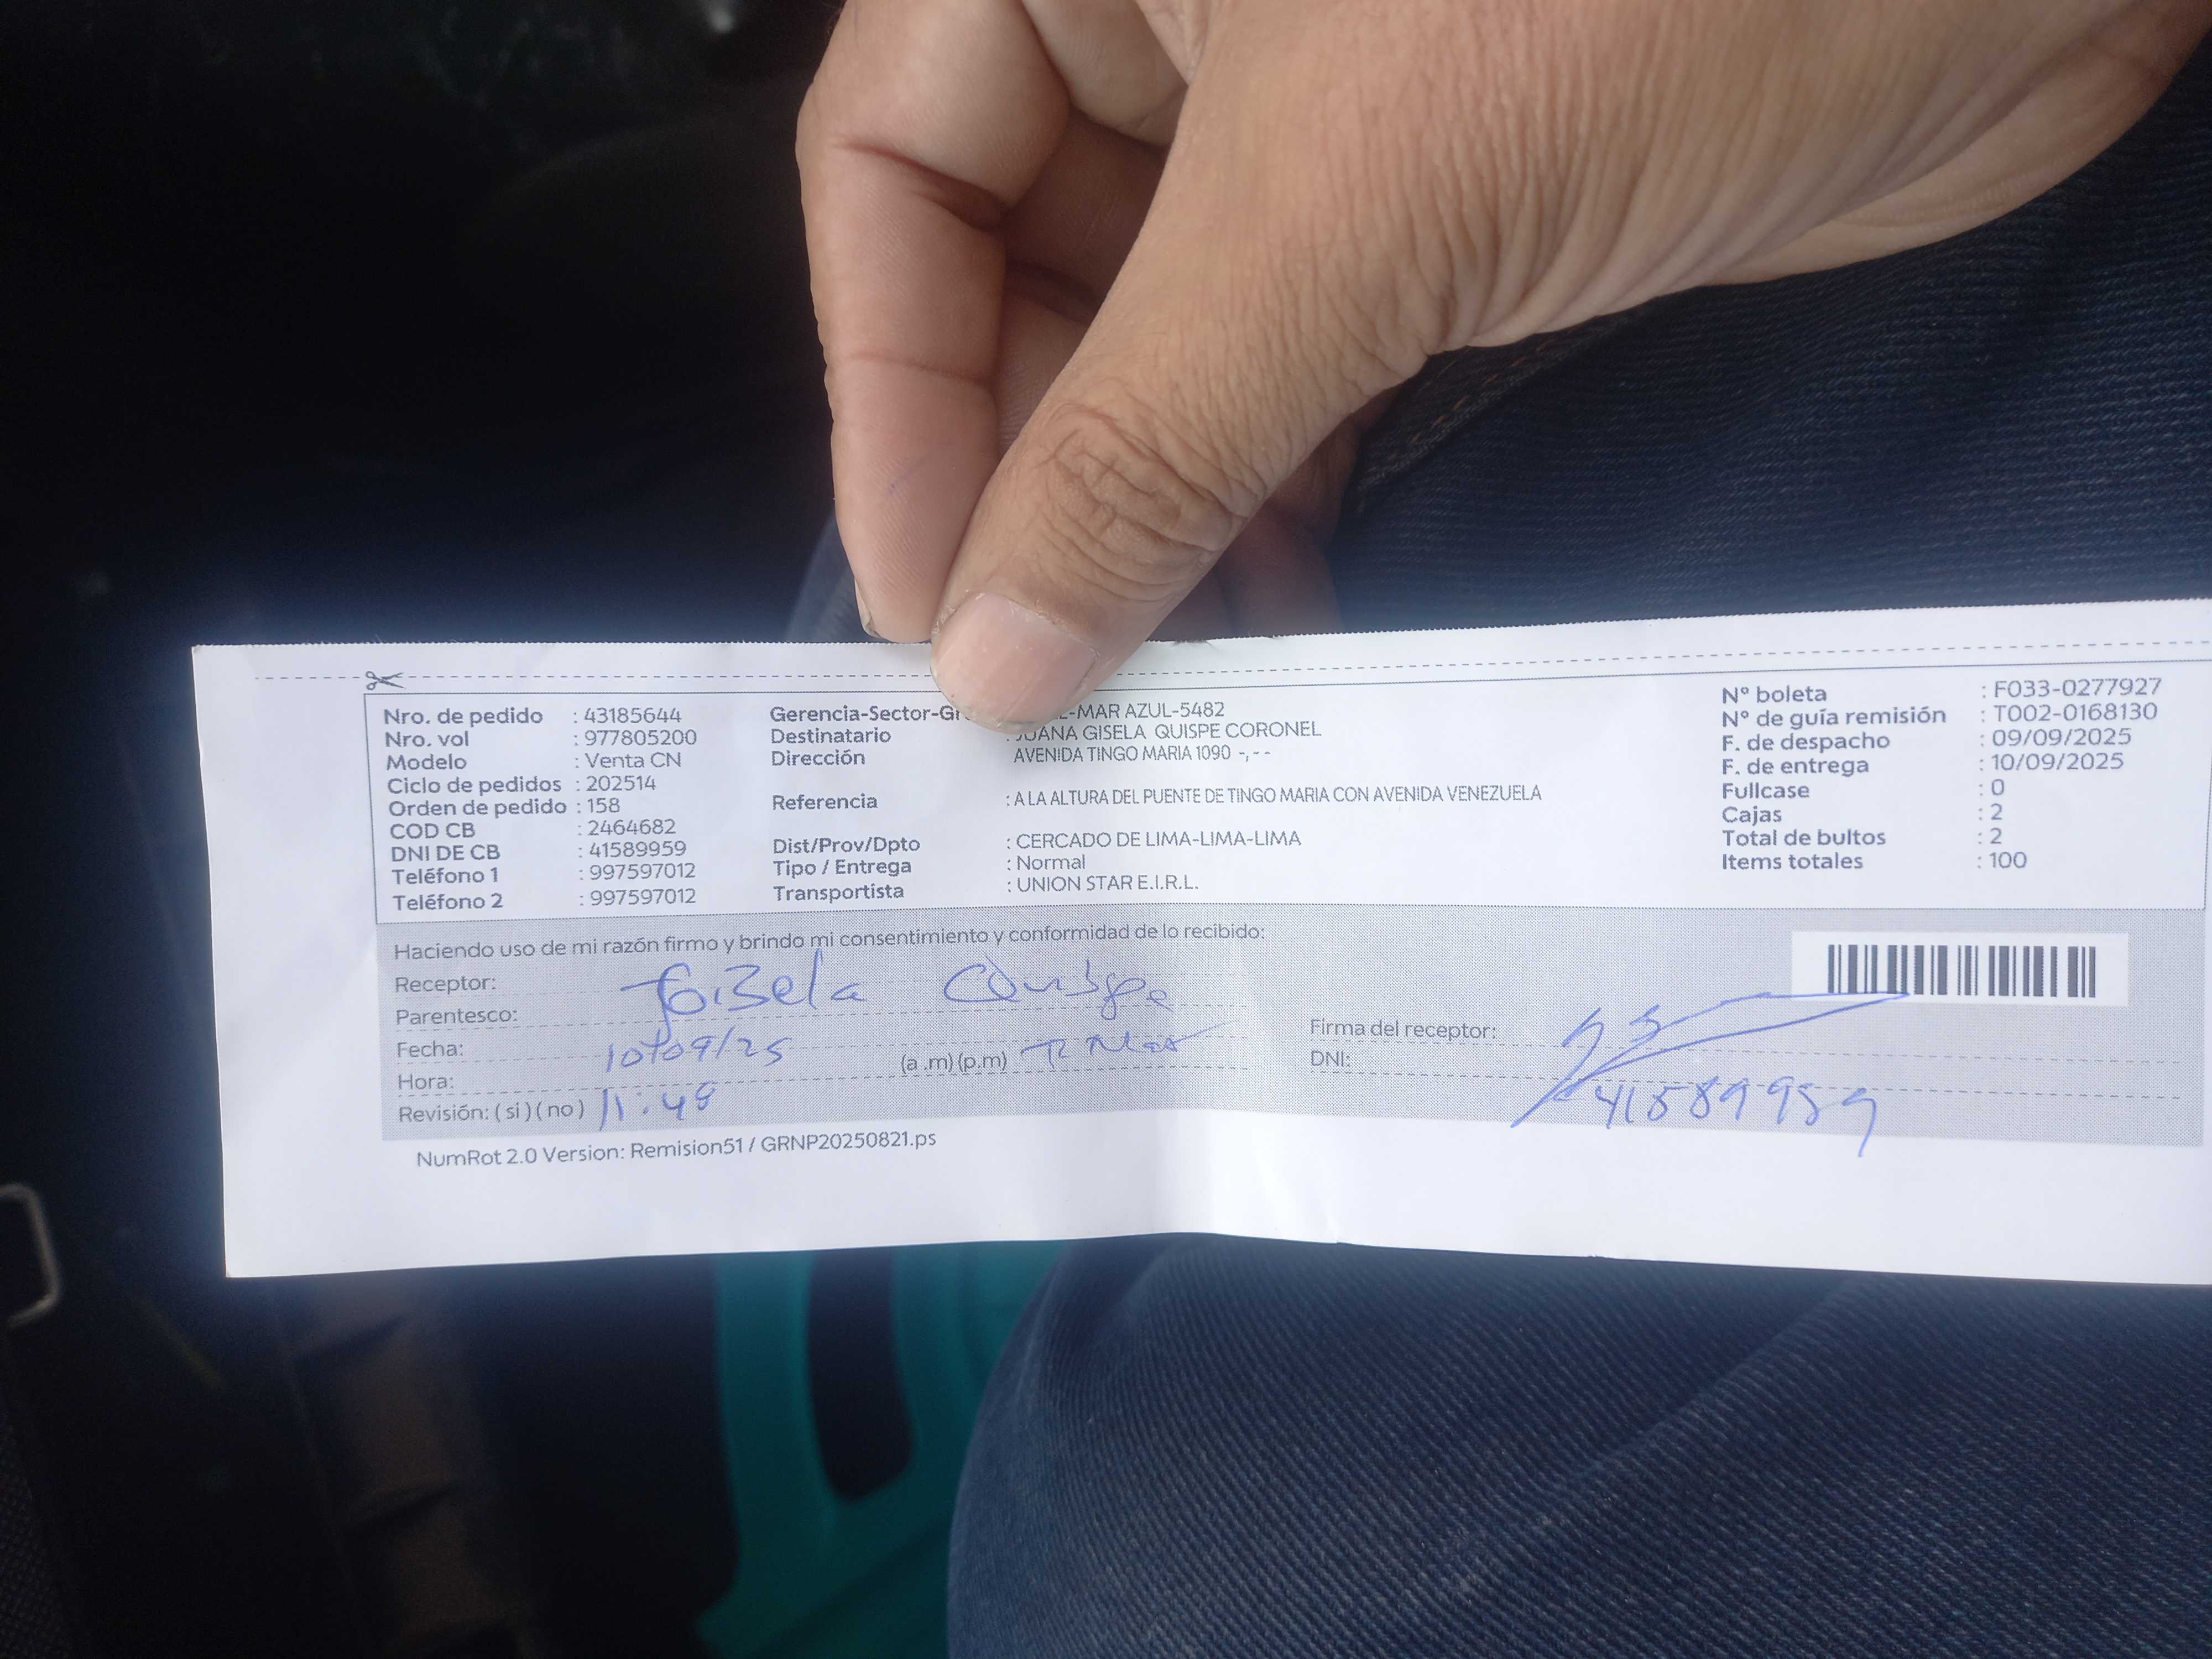 Nro. de pedido : 43185644
Nro. vol : 977805200
Modelo : Venta CN
Ciclo de pedidos : 202514
Orden de pedido : 158
COD CB : 2464682
DNI DE CB : 41589959
Teléfono 1 : 997597012
Teléfono 2 : 997597012
Gerencia-Sector- -MAR AZUL-5482
Destinatario : JUANA GISELA QUISPE CORONEL
Dirección AVENIDA TINGO MARIA 1090 -, - -
Referencia : A LA ALTURA DEL PUENTE DE TINGO MARIA CON AVENIDA VENEZUELA
Dist/Prov/Dpto : CERCADO DE LIMA-LIMA-LIMA
Tipo / Entrega : Normal
Transportista : UNION STAR E.I.R.L.
N° boleta : F033-0277927
N° de guía remisión : T002-0168130
F. de despacho : 09/09/2025
F. de entrega : 10/09/2025
Fullcase : 0
Cajas : 2
Total de bultos : 2
Items totales : 100
Haciendo uso de mi razón firmo y brindo mi consentimiento y conformidad de lo recibido:
Receptor: Quispe
Parentesco:
Fecha: 10/09/25
Hora: (a .m) (p.m)
Revisión: ( si ) ( no ) 11:48
Firma del receptor:
DNI: 41589959
NumRot 2.0 Version: Remision51 / GRNP20250821.ps